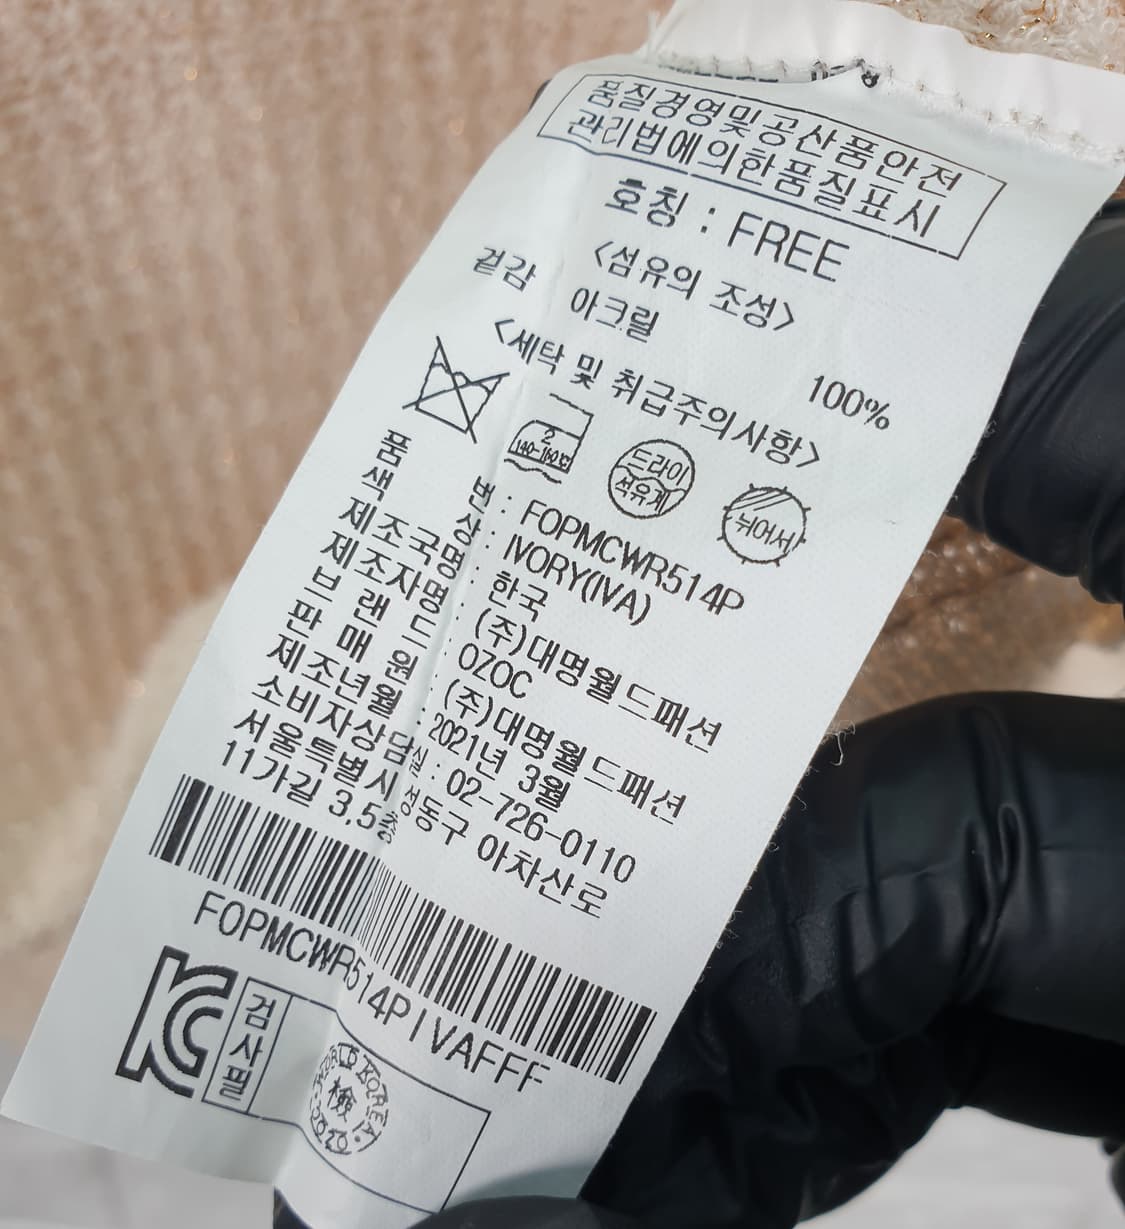 품질경영및공산품안전
관리법에의한품질표시
호칭 : FREE
<섬유의 조성>
겉감 아크릴 100%
<세탁 및 취급주의사항>
2
140-160℃
드라이
석유계
뉘어서
품 번 : FOPMCWR514P
색 상 : IVORY(IVA)
제조국명 : 한국
제조자명 : (주)대명월드패션
브 랜 드 : OZOC
판 매 원 : (주)대명월드패션
제조년월 : 2021년 3월
소비자상담실 : 02-726-0110
서울특별시 성동구 아차산로
11가길 3,5층
FOPMCWR514PIVAFFF
KC
검사필
WORLD KOREA
檢